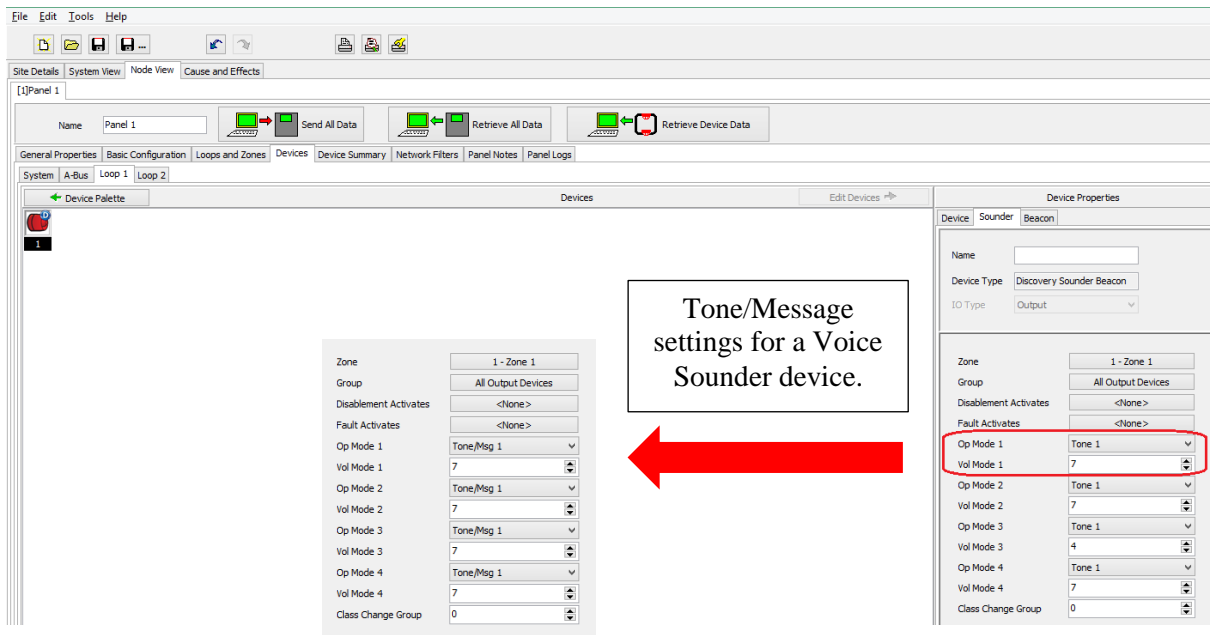 File Edit Tools Help
Site Details System View Node View Cause and Effects
[1]Panel 1
Name Panel 1 Send All Data Retrieve All Data Retrieve Device Data
General Properties Basic Configuration Loops and Zones Devices Device Summary Network Filters Panel Notes Panel Logs
System A-Bus Loop 1 Loop 2
Device Palette Devices Edit Devices Device Properties
D
1
Device Sounder Beacon
Name
Device Type Discovery Sounder Beacon
IO Type Output
Tone/Message
settings for a Voice
Sounder device.
Zone 1 - Zone 1
Group All Output Devices
Disablement Activates <None>
Fault Activates <None>
Op Mode 1 Tone/Msg 1
Vol Mode 1 7
Op Mode 2 Tone/Msg 1
Vol Mode 2 7
Op Mode 3 Tone/Msg 1
Vol Mode 3 7
Op Mode 4 Tone/Msg 1
Vol Mode 4 7
Class Change Group 0
Zone 1 - Zone 1
Group All Output Devices
Disablement Activates <None>
Fault Activates <None>
Op Mode 1 Tone 1
Vol Mode 1 7
Op Mode 2 Tone 1
Vol Mode 2 7
Op Mode 3 Tone 1
Vol Mode 3 4
Op Mode 4 Tone 1
Vol Mode 4 7
Class Change Group 0